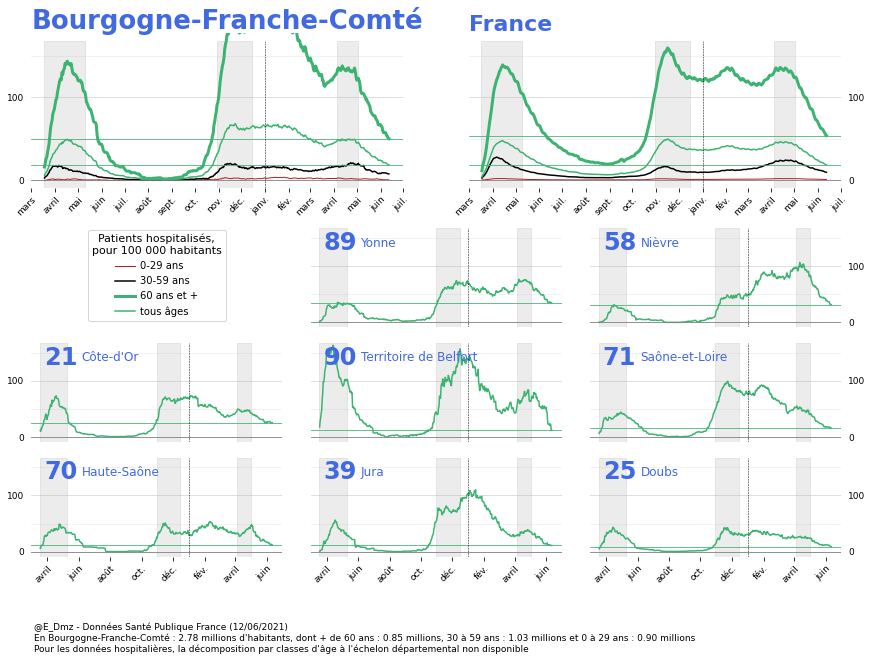 Bourgogne-Franche-Comté
France
100
0
100
0
mars avril mai juin juil. août sept. oct. nov. déc. janv. fév. mars avril mai juin juil.
mars avril mai juin juil. août sept. oct. nov. déc. janv. fév. mars avril mai juin juil.
Patients hospitalisés,
pour 100 000 habitants
0-29 ans
30-59 ans
60 ans et +
tous âges
89 Yonne
58 Nièvre
100
0
21 Côte-d'Or
90 Territoire de Belfort
71 Saône-et-Loire
100
0
100
0
70 Haute-Saône
39 Jura
25 Doubs
100
0
100
0
avril juin août oct. déc. fév. avril juin
avril juin août oct. déc. fév. avril juin
avril juin août oct. déc. fév. avril juin
@E_Dmz - Données Santé Publique France (12/06/2021)
En Bourgogne-Franche-Comté : 2.78 millions d'habitants, dont + de 60 ans : 0.85 millions, 30 à 59 ans : 1.03 millions et 0 à 29 ans : 0.90 millions
Pour les données hospitalières, la décomposition par classes d'âge à l'échelon départemental non disponible